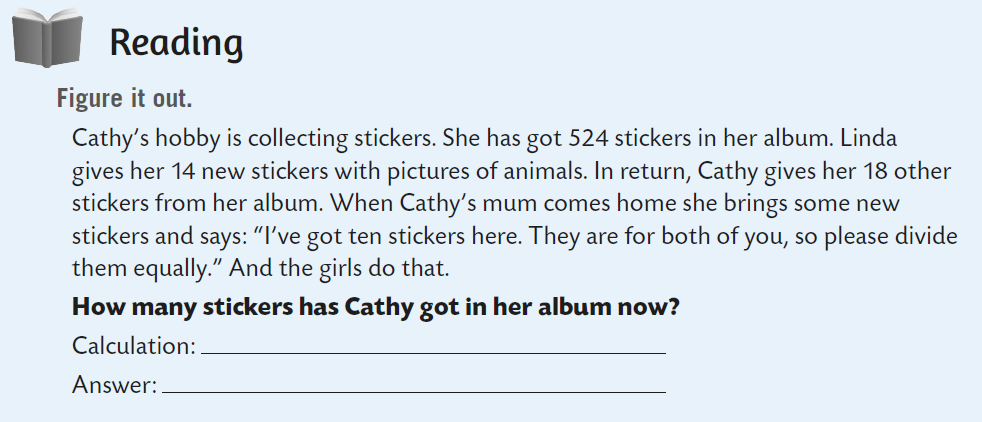 Reading
Figure it out.
Cathy's hobby is collecting stickers. She has got 524 stickers in her album. Linda
gives her 14 new stickers with pictures of animals. In return, Cathy gives her 18 other
stickers from her album. When Cathy's mum comes home she brings some new
stickers and says: “I've got ten stickers here. They are for both of you, so please divide
them equally.” And the girls do that.
How many stickers has Cathy got in her album now?
Calculation:
Answer: